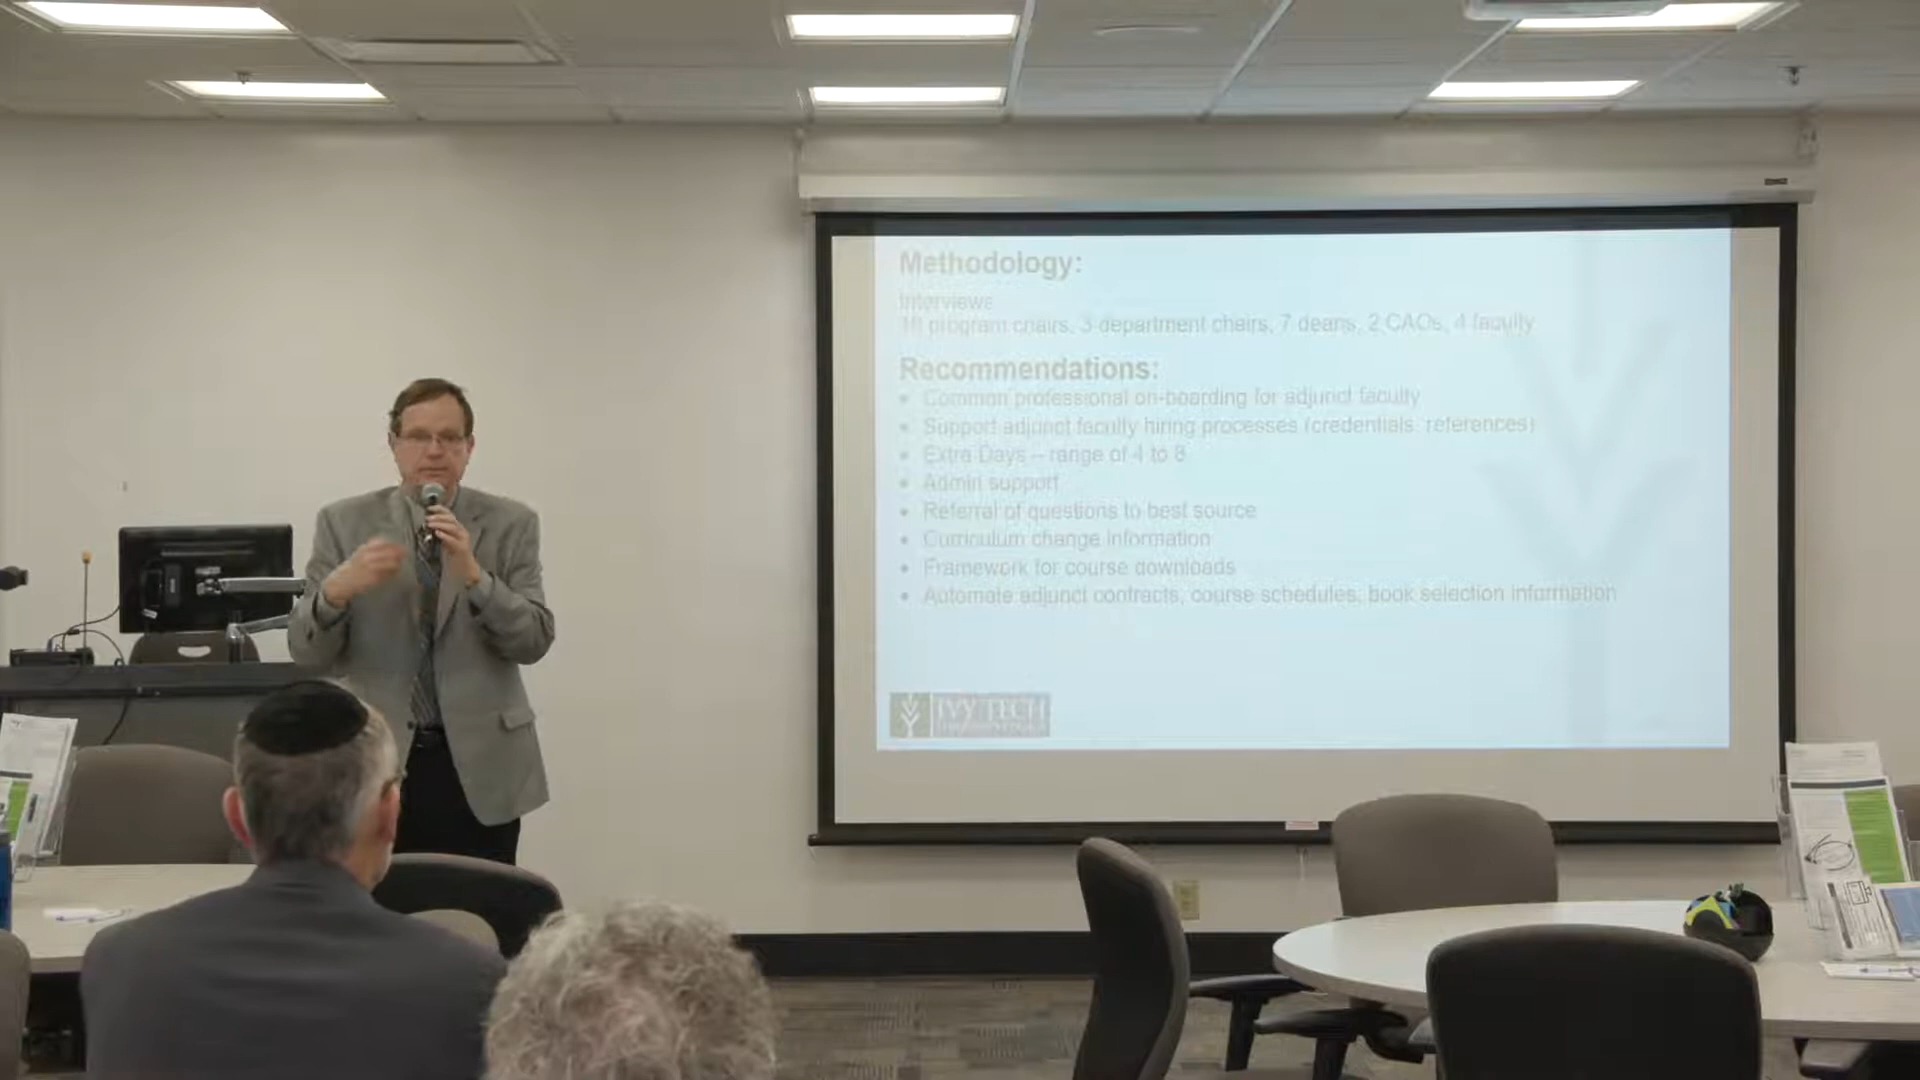 Methodology:
Interviews
program chairs, 3 department chairs, 7 deans, 2 CAOs, 4 faculty
Recommendations:
• Common professional on-boarding for adjunct faculty
• Support adjunct faculty hiring processes (credentials, references)
• Extra Days – range of 4 to 8
• Admin support
• Referral of questions to best source
• Curriculum change information
• Framework for course downloads
• Automate adjunct contracts, course schedules, book selection information
IVY TECH